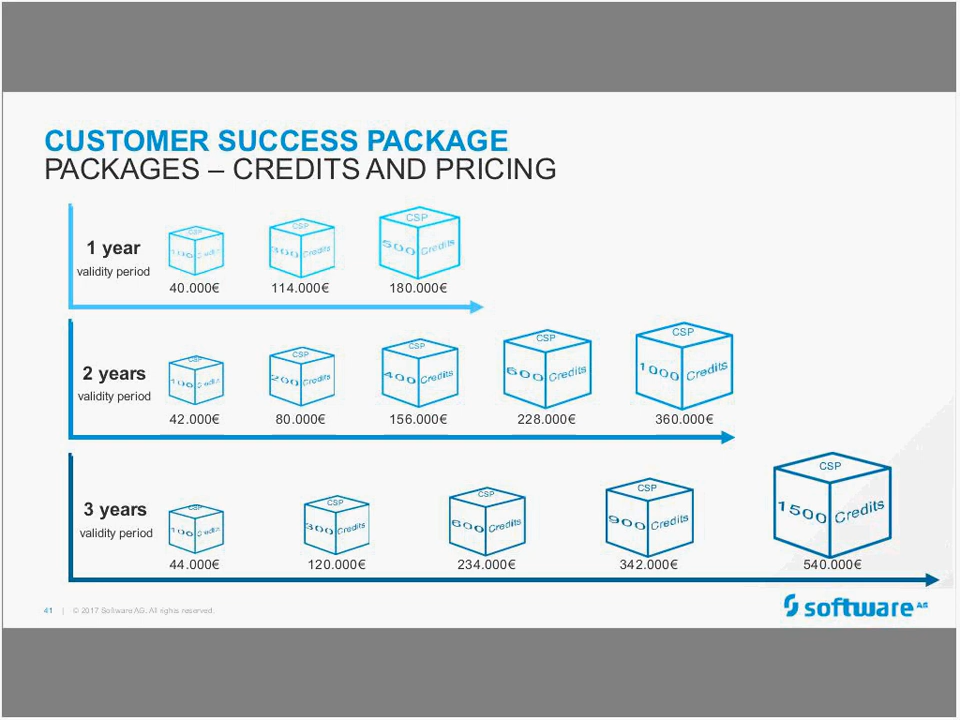 CUSTOMER SUCCESS PACKAGE
PACKAGES – CREDITS AND PRICING
1 year
validity period
CSP
100 Credits
40.000€
CSP
300 Credits
114.000€
CSP
500 Credits
180.000€
2 years
validity period
CSP
100 Credits
42.000€
CSP
200 Credits
80.000€
CSP
400 Credits
156.000€
CSP
600 Credits
228.000€
CSP
1000 Credits
360.000€
3 years
validity period
CSP
100 Credits
44.000€
CSP
300 Credits
120.000€
CSP
600 Credits
234.000€
CSP
900 Credits
342.000€
CSP
1500 Credits
540.000€
41 | © 2017 Software AG. All rights reserved.
software AG